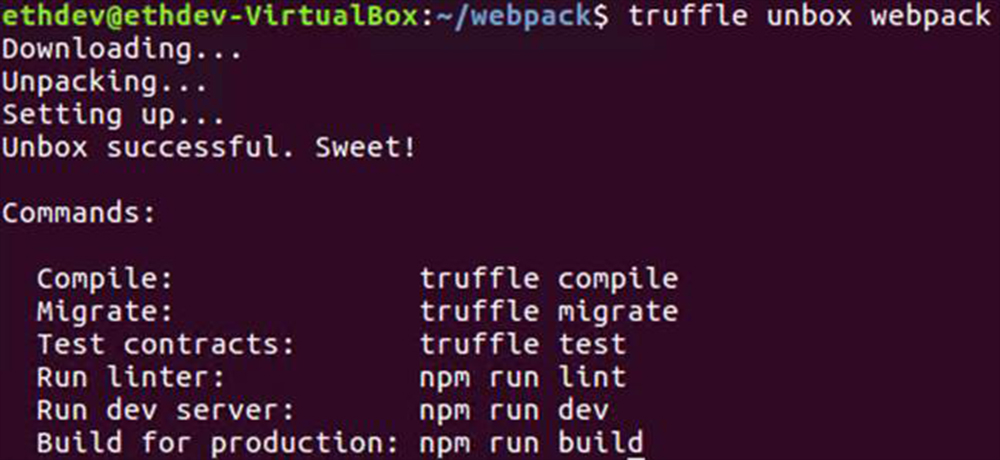 ethdev@ethdev-VirtualBox:~/webpack$ truffle unbox webpack
Downloading...
Unpacking...
Setting up...
Unbox successful. Sweet!
Commands:
Compile: truffle compile
Migrate: truffle migrate
Test contracts: truffle test
Run linter: npm run lint
Run dev server: npm run dev
Build for production: npm run build